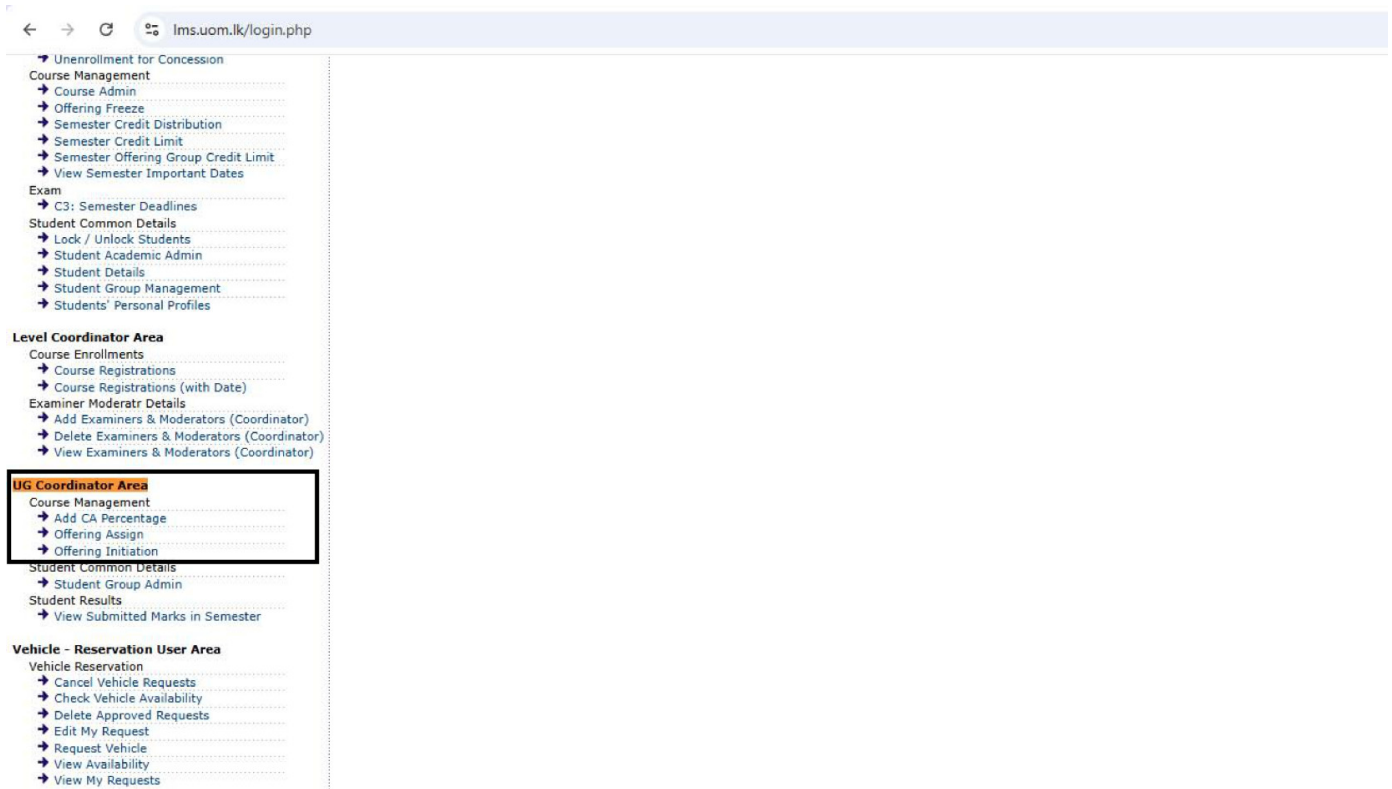 lms.uom.lk/login.php
Unenrollment for Concession
Course Management
Course Admin
Offering Freeze
Semester Credit Distribution
Semester Credit Limit
Semester Offering Group Credit Limit
View Semester Important Dates
Exam
C3: Semester Deadlines
Student Common Details
Lock / Unlock Students
Student Academic Admin
Student Details
Student Group Management
Students' Personal Profiles
Level Coordinator Area
Course Enrollments
Course Registrations
Course Registrations (with Date)
Examiner Moderatr Details
Add Examiners & Moderators (Coordinator)
Delete Examiners & Moderators (Coordinator)
View Examiners & Moderators (Coordinator)
UG Coordinator Area
Course Management
Add CA Percentage
Offering Assign
Offering Initiation
Student Common Details
Student Group Admin
Student Results
View Submitted Marks in Semester
Vehicle - Reservation User Area
Vehicle Reservation
Cancel Vehicle Requests
Check Vehicle Availability
Delete Approved Requests
Edit My Request
Request Vehicle
View Availability
View My Requests